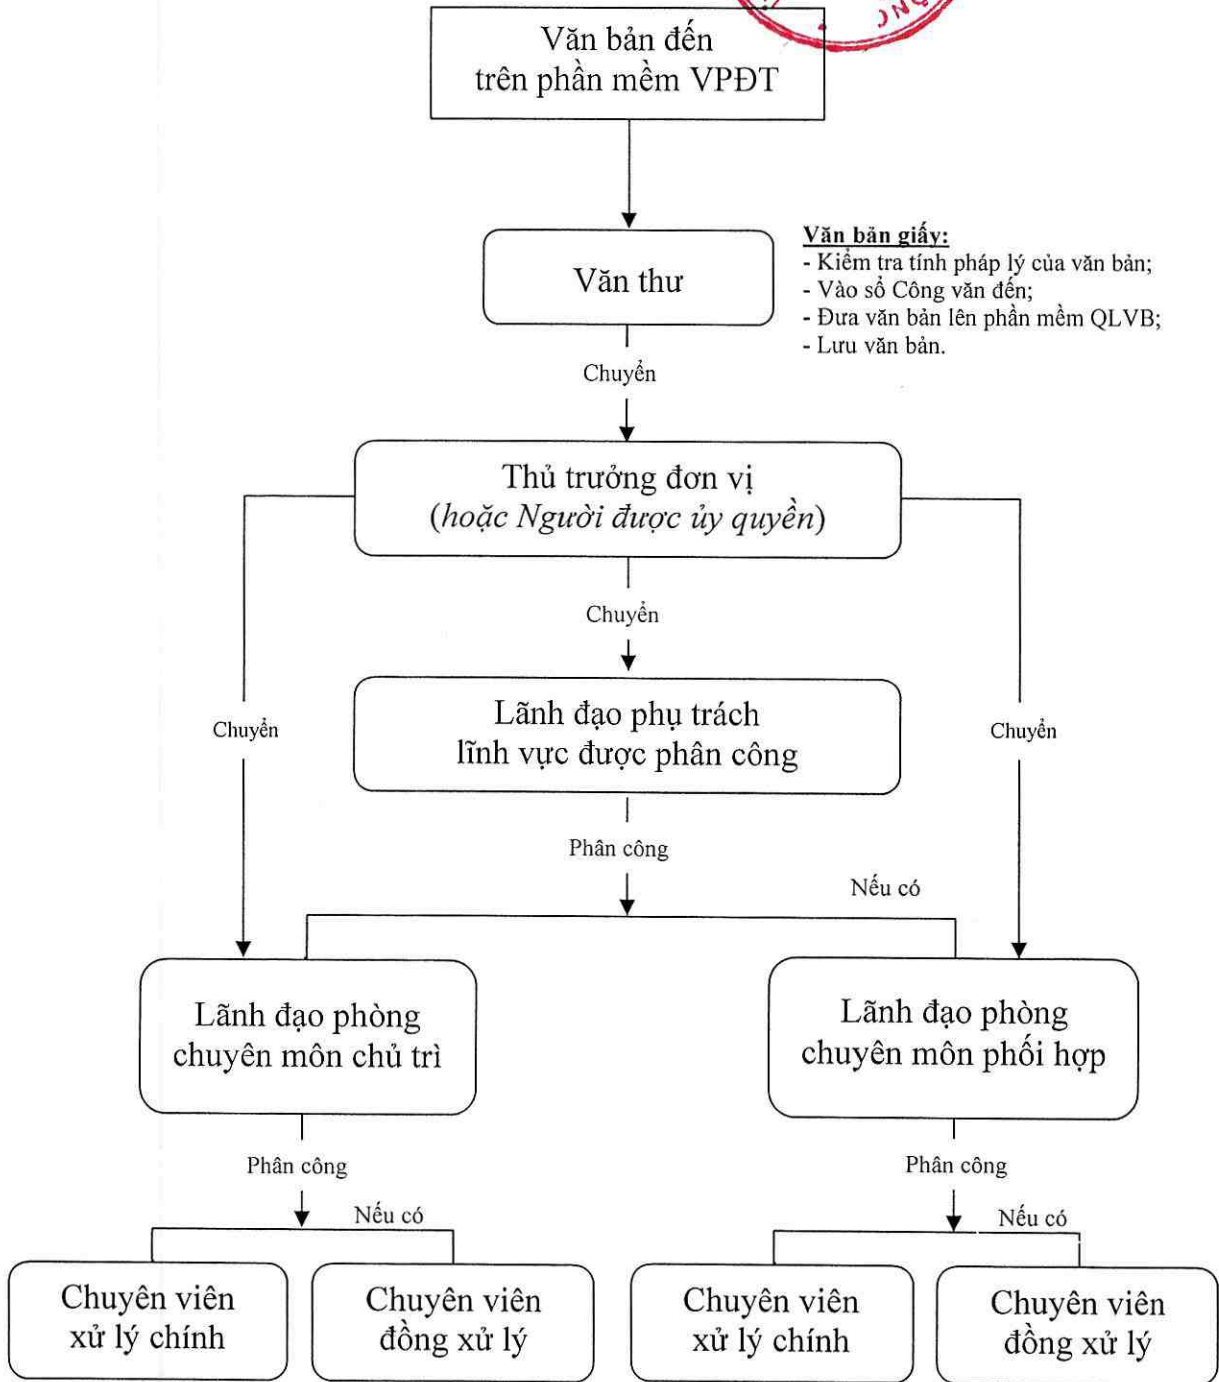 Văn bản đến
trên phần mềm VPĐT
Văn thư
Văn bản giấy:
- Kiểm tra tính pháp lý của văn bản;
- Vào sổ Công văn đến;
- Đưa văn bản lên phần mềm QLVB;
- Lưu văn bản.
Chuyển
Thủ trưởng đơn vị
(hoặc Người được ủy quyền)
Chuyển
Lãnh đạo phụ trách
lĩnh vực được phân công
Chuyển
Chuyển
Phân công
Nếu có
Lãnh đạo phòng
chuyên môn chủ trì
Lãnh đạo phòng
chuyên môn phối hợp
Phân công
Phân công
Nếu có
Nếu có
Chuyên viên
xử lý chính
Chuyên viên
đồng xử lý
Chuyên viên
xử lý chính
Chuyên viên
đồng xử lý